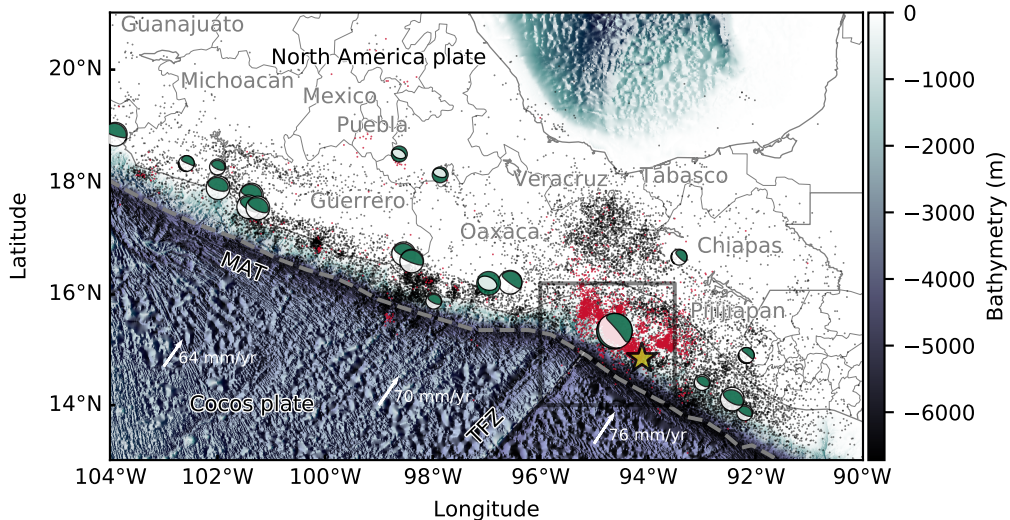 Guanajuato
North America plate
Michoacan
Mexico
Puebla
Veracruz
Tabasco
Guerrero
Oaxaca
Chiapas
MAT
Pijijiapan
64 mm/yr
70 mm/yr
Cocos plate
TFZ
76 mm/yr
20°N
18°N
16°N
14°N
Latitude
104°W
102°W
100°W
98°W
96°W
94°W
92°W
90°W
Longitude
0
−1000
−2000
−3000
−4000
−5000
−6000
Bathymetry (m)